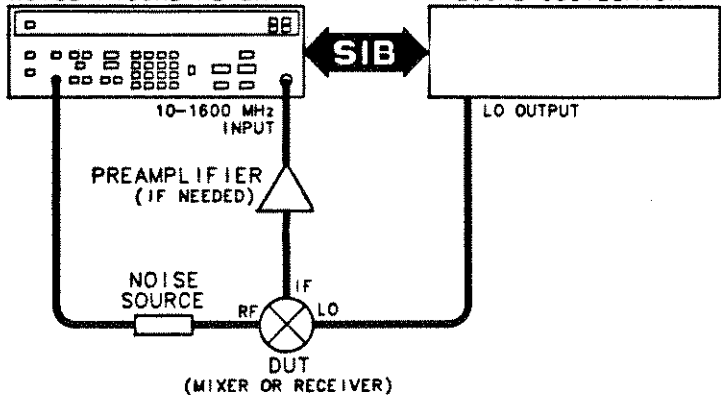 SIB
10-1600 MHz
INPUT
LO OUTPUT
PREAMPLIFIER
(IF NEEDED)
NOISE
SOURCE
IF
RF
LO
DUT
(MIXER OR RECEIVER)